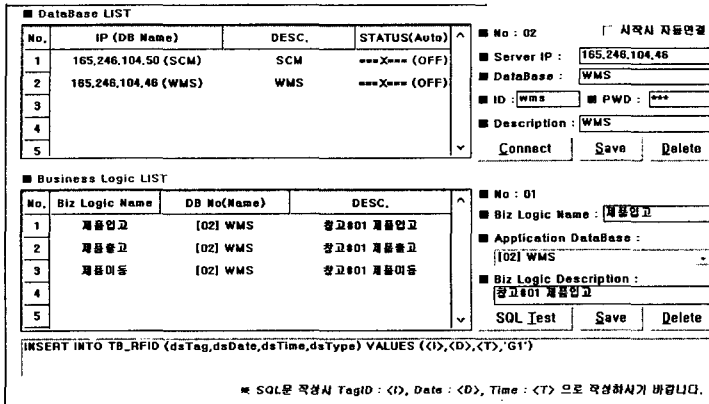 ■ DataBase LIST
No. IP (DB Name) DESC. STATUS(Auto)
1 165,246,104,50 (SCM) SCM ===X=== (OFF)
2 165,246,104,46 (WMS) WMS ===X=== (OFF)
3
4
5
■ No : 02 시작시 자동연결
■ Server IP : 165,246,104,46
■ DataBase : WMS
■ ID : wms ■ PWD : ***
■ Description : WMS
Connect Save Delete
■ Business Logic LIST
No. Biz Logic Name DB No(Name) DESC.
1 제품입고 [02] WMS 창고#01 제품입고
2 제품출고 [02] WMS 창고#01 제품출고
3 제품이동 [02] WMS 창고#01 제품이동
4
5
■ No : 01
■ Biz Logic Name : 제품입고
■ Application DataBase :
[02] WMS
■ Biz Logic Description :
창고#01 제품입고
SQL Test Save Delete
INSERT INTO TB_RFID (dsTag,dsDate,dsTime,dsType) VALUES (<I>,<D>,<T>,'G1')
※ SQL문 작성시 TagID : <I>, Date : <D>, Time : <T> 으로 작성하시기 바랍니다.